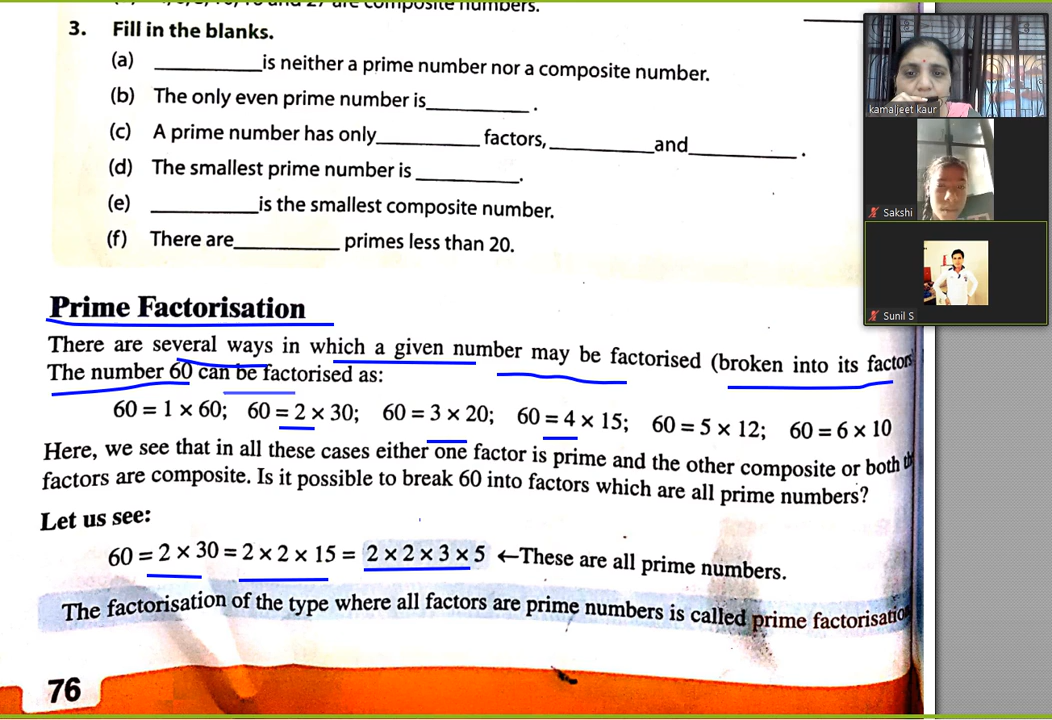 are composite numbers.
3. Fill in the blanks.
(a) __________is neither a prime number nor a composite number.
(b) The only even prime number is__________ .
(c) A prime number has only__________ factors,__________and__________ .
(d) The smallest prime number is __________.
(e) __________is the smallest composite number.
(f) There are__________ primes less than 20.
kamaljeet kaur
Sakshi
Sunil S
Prime Factorisation
There are several ways in which a given number may be factorised (broken into its factors
The number 60 can be factorised as:
60 = 1 × 60; 60 = 2 × 30; 60 = 3 × 20; 60 = 4 × 15; 60 = 5 × 12; 60 = 6 × 10
Here, we see that in all these cases either one factor is prime and the other composite or both
factors are composite. Is it possible to break 60 into factors which are all prime numbers?
Let us see:
60 = 2 × 30 = 2 × 2 × 15 = 2 × 2 × 3 × 5 ←These are all prime numbers.
The factorisation of the type where all factors are prime numbers is called prime factorisation
76